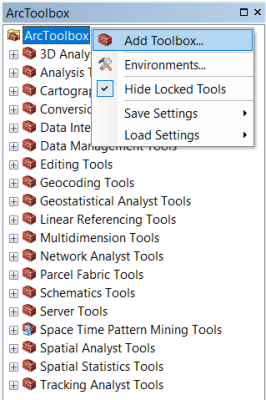 ArcToolbox
ArcToolbox
Add Toolbox...
3D Analy
Environments...
Analysis T
Cartograp
Hide Locked Tools
Conversio
Save Settings
Data Inte
Load Settings
Data Management Tools
Editing Tools
Geocoding Tools
Geostatistical Analyst Tools
Linear Referencing Tools
Multidimension Tools
Network Analyst Tools
Parcel Fabric Tools
Schematics Tools
Server Tools
Space Time Pattern Mining Tools
Spatial Analyst Tools
Spatial Statistics Tools
Tracking Analyst Tools